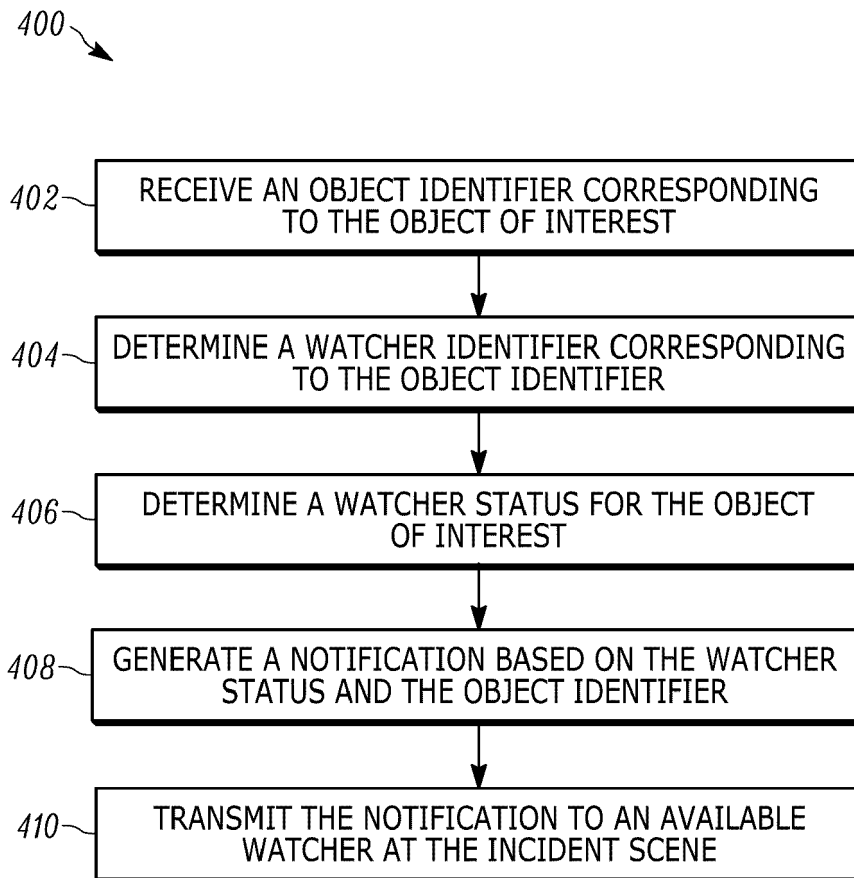 400
402
RECEIVE AN OBJECT IDENTIFIER CORRESPONDING
TO THE OBJECT OF INTEREST
404
DETERMINE A WATCHER IDENTIFIER CORRESPONDING
TO THE OBJECT IDENTIFIER
406
DETERMINE A WATCHER STATUS FOR THE OBJECT
OF INTEREST
408
GENERATE A NOTIFICATION BASED ON THE WATCHER
STATUS AND THE OBJECT IDENTIFIER
410
TRANSMIT THE NOTIFICATION TO AN AVAILABLE
WATCHER AT THE INCIDENT SCENE